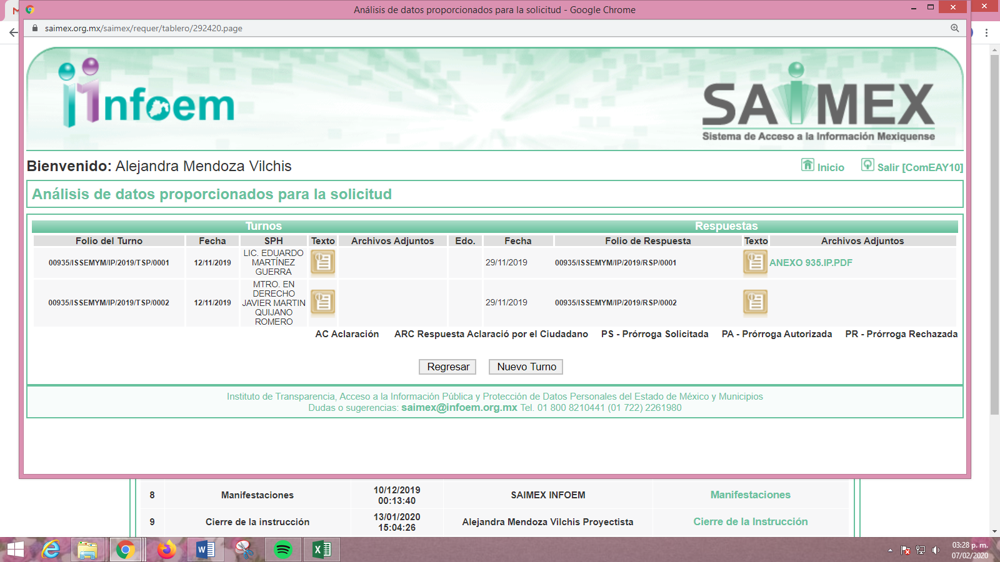 Análisis de datos proporcionados para la solicitud - Google Chrome
saimex.org.mx/saimex/requer/tablero/292420.page
infoem
SAIMEX
Sistema de Acceso a la Información Mexiquense
Bienvenido: Alejandra Mendoza Vilchis
Inicio Salir [ComEAY10]
Análisis de datos proporcionados para la solicitud
Turnos Respuestas
Folio del Turno Fecha SPH Texto Archivos Adjuntos Edo. Fecha Folio de Respuesta Texto Archivos Adjuntos
00935/ISSEMYM/IP/2019/TSP/0001 12/11/2019 LIC. EDUARDO MARTÍNEZ GUERRA 29/11/2019 00935/ISSEMYM/IP/2019/RSP/0001 ANEXO 935.IP.PDF
00935/ISSEMYM/IP/2019/TSP/0002 12/11/2019 MTRO. EN DERECHO JAVIER MARTIN QUIJANO ROMERO 29/11/2019 00935/ISSEMYM/IP/2019/RSP/0002
AC Aclaración ARC Respuesta Aclaració por el Ciudadano PS - Prórroga Solicitada PA - Prórroga Autorizada PR - Prórroga Rechazada
Regresar Nuevo Turno
Instituto de Transparencia, Acceso a la Información Pública y Protección de Datos Personales del Estado de México y Municipios
Dudas o sugerencias: saimex@infoem.org.mx Tel. 01 800 8210441 (01 722) 2261980
8 Manifestaciones 10/12/2019 00:13:40 SAIMEX INFOEM Manifestaciones
9 Cierre de la instrucción 13/01/2020 15:04:26 Alejandra Mendoza Vilchis Proyectista Cierre de la Instrucción
03:28 p. m.
07/02/2020